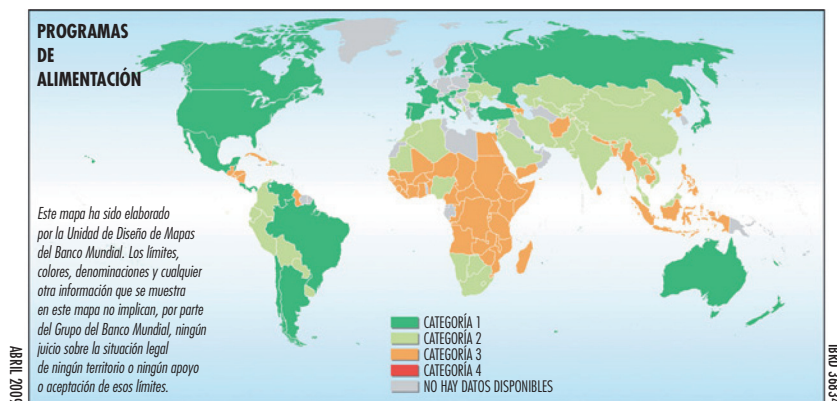 PROGRAMAS
DE
ALIMENTACIÓN
Este mapa ha sido elaborado
por la Unidad de Diseño de Mapas
del Banco Mundial. Los límites,
colores, denominaciones y cualquier
otra información que se muestra
en este mapa no implican, por parte
del Grupo del Banco Mundial, ningún
juicio sobre la situación legal
de ningún territorio o ningún apoyo
o aceptación de esos límites.
CATEGORÍA 1
CATEGORÍA 2
CATEGORÍA 3
CATEGORÍA 4
NO HAY DATOS DISPONIBLES
ABRIL 2009
IBRD